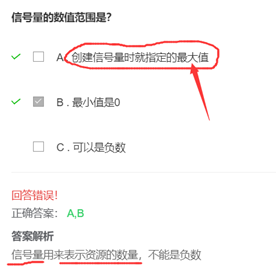 信号量的数值范围是?
A. 创建信号量时就指定的最大值
B . 最小值是0
C . 可以是负数
回答错误!
正确答案: A,B
答案解析
信号量用来表示资源的数量，不能是负数